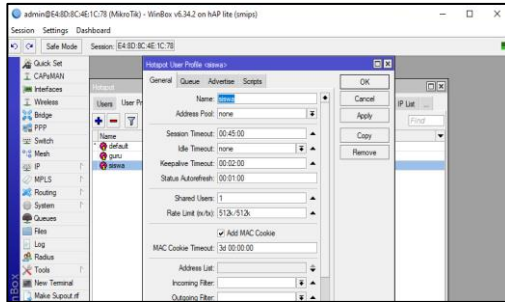 admin@E4:8D:8C:4E:1C:78 (MikroTik) - WinBox v6.34.2 on hAP lite (smips)
Session Settings Dashboard
Safe Mode Session: E4:8D:8C:4E:1C:78
Quick Set
CAPsMAN
Interfaces
Wireless
Bridge
PPP
Switch
Mesh
IP
MPLS
Routing
System
Queues
Files
Log
Radius
Tools
New Terminal
Make Supout.rif
WinBox
Hotspot
Users User Pr
IP List ...
Find
Name
default
guru
siswa
Hotspot User Profile <siswa>
General Queue Advertise Scripts
Name: siswa
Address Pool: none
Session Timeout: 00:45:00
Idle Timeout: none
Keepalive Timeout: 00:02:00
Status Autorefresh: 00:01:00
Shared Users: 1
Rate Limit (rx/tx): 512k/512k
Add MAC Cookie
MAC Cookie Timeout: 3d 00:00:00
Address List:
Incoming Filter:
Outgoing Filter:
OK
Cancel
Apply
Copy
Remove